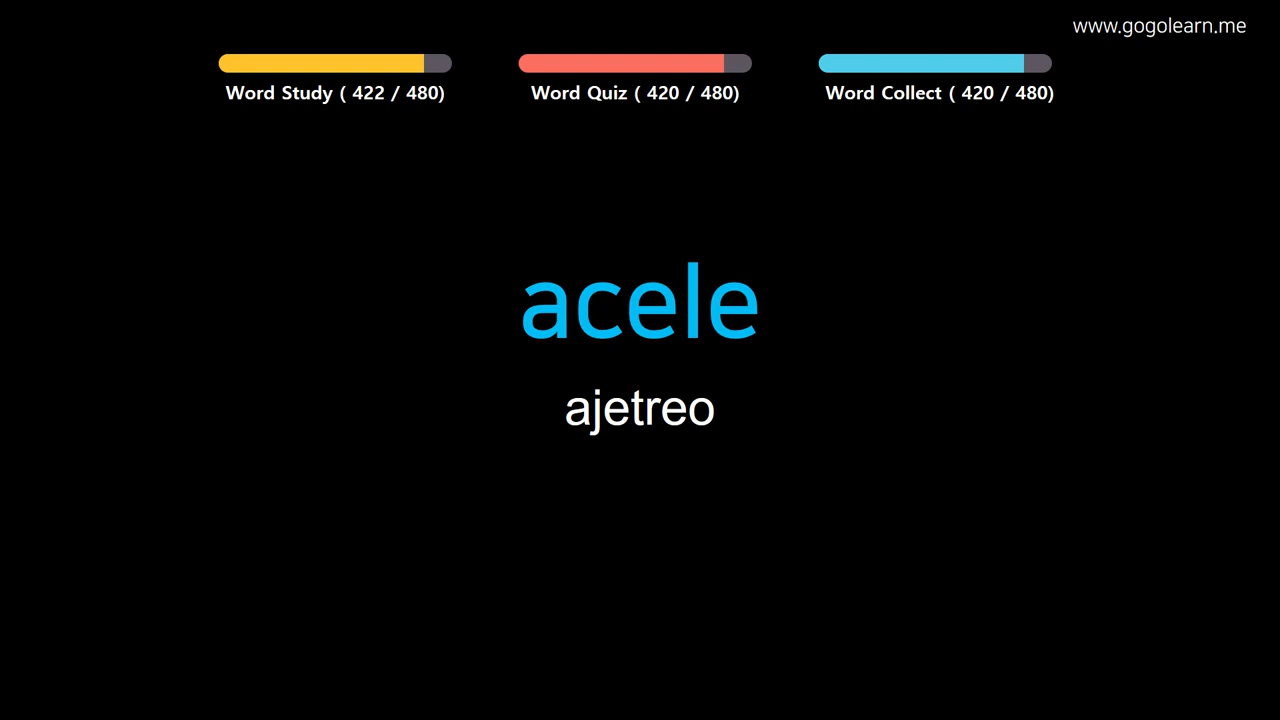 www.gogolearn.me
Word Study ( 422 / 480)
Word Quiz ( 420 / 480)
Word Collect ( 420 / 480)
acele
ajetreo